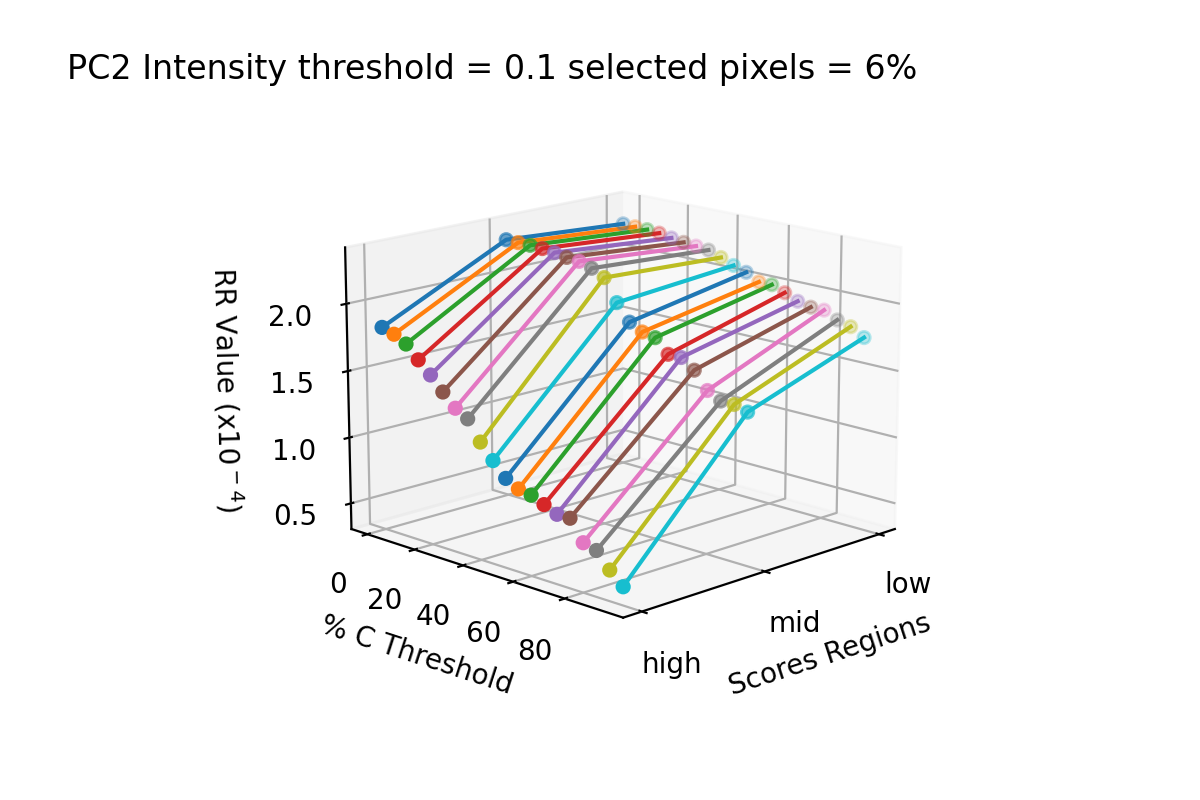 PC2 Intensity threshold = 0.1 selected pixels = 6%
RR Value (x10⁻⁴)
2.0
1.5
1.0
0.5
0
20
40
60
80
% C Threshold
high
mid
low
Scores Regions